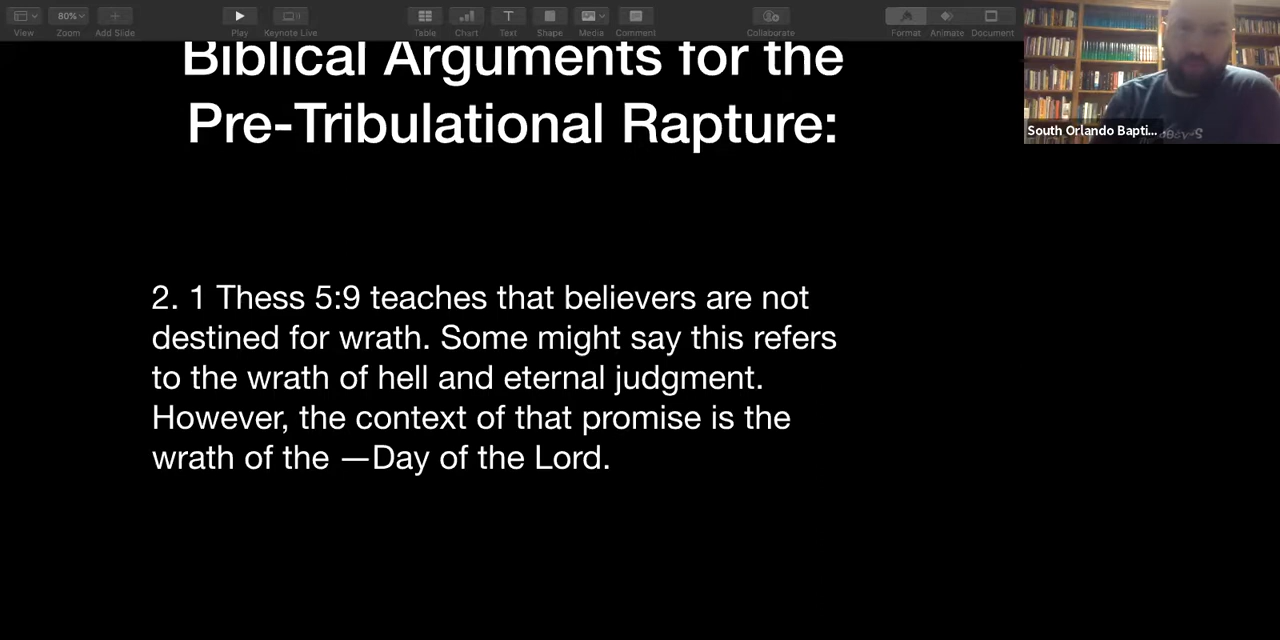 View
80%
Zoom
Add Slide
Play
Keynote Live
Table
Chart
Text
Shape
Media
Comment
Collaborate
Format
Animate
Document
South Orlando Bapti...
Biblical Arguments for the
Pre-Tribulational Rapture:
2. 1 Thess 5:9 teaches that believers are not
destined for wrath. Some might say this refers
to the wrath of hell and eternal judgment.
However, the context of that promise is the
wrath of the —Day of the Lord.